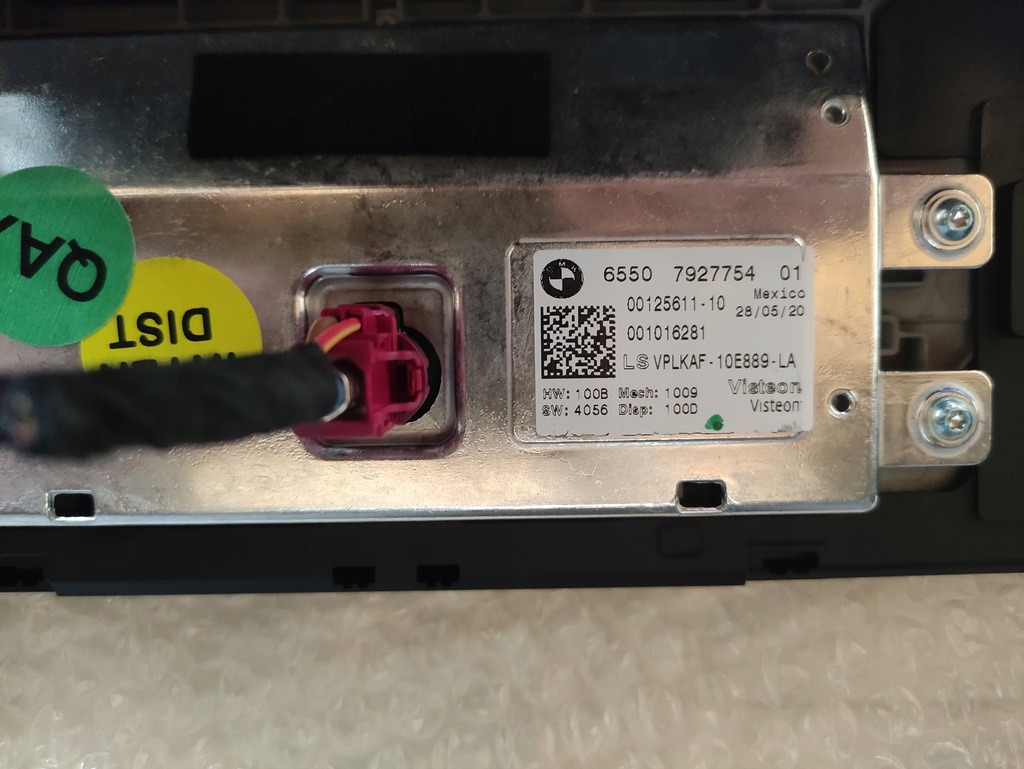 6550 7927754 01
00125611-10 Mexico
28/05/20
001016281
LS VPLKAF-10E889-LA
HW: 100B Mech: 1009 Visteon
SW: 4056 Disp: 100D Visteon
QA
DIST